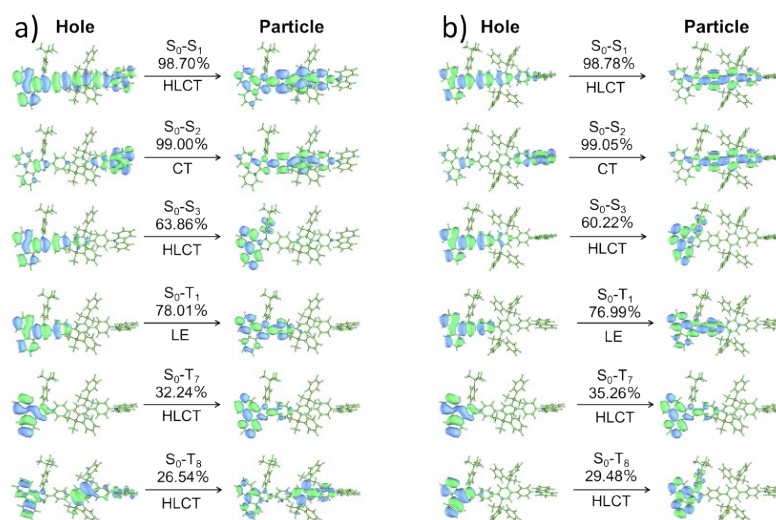 a)
Hole
Particle
S₀-S₁
98.70%
HLCT
S₀-S₂
99.00%
CT
S₀-S₃
63.86%
HLCT
S₀-T₁
78.01%
LE
S₀-T₇
32.24%
HLCT
S₀-T₈
26.54%
HLCT
b)
Hole
Particle
S₀-S₁
98.78%
HLCT
S₀-S₂
99.05%
CT
S₀-S₃
60.22%
HLCT
S₀-T₁
76.99%
LE
S₀-T₇
35.26%
HLCT
S₀-T₈
29.48%
HLCT